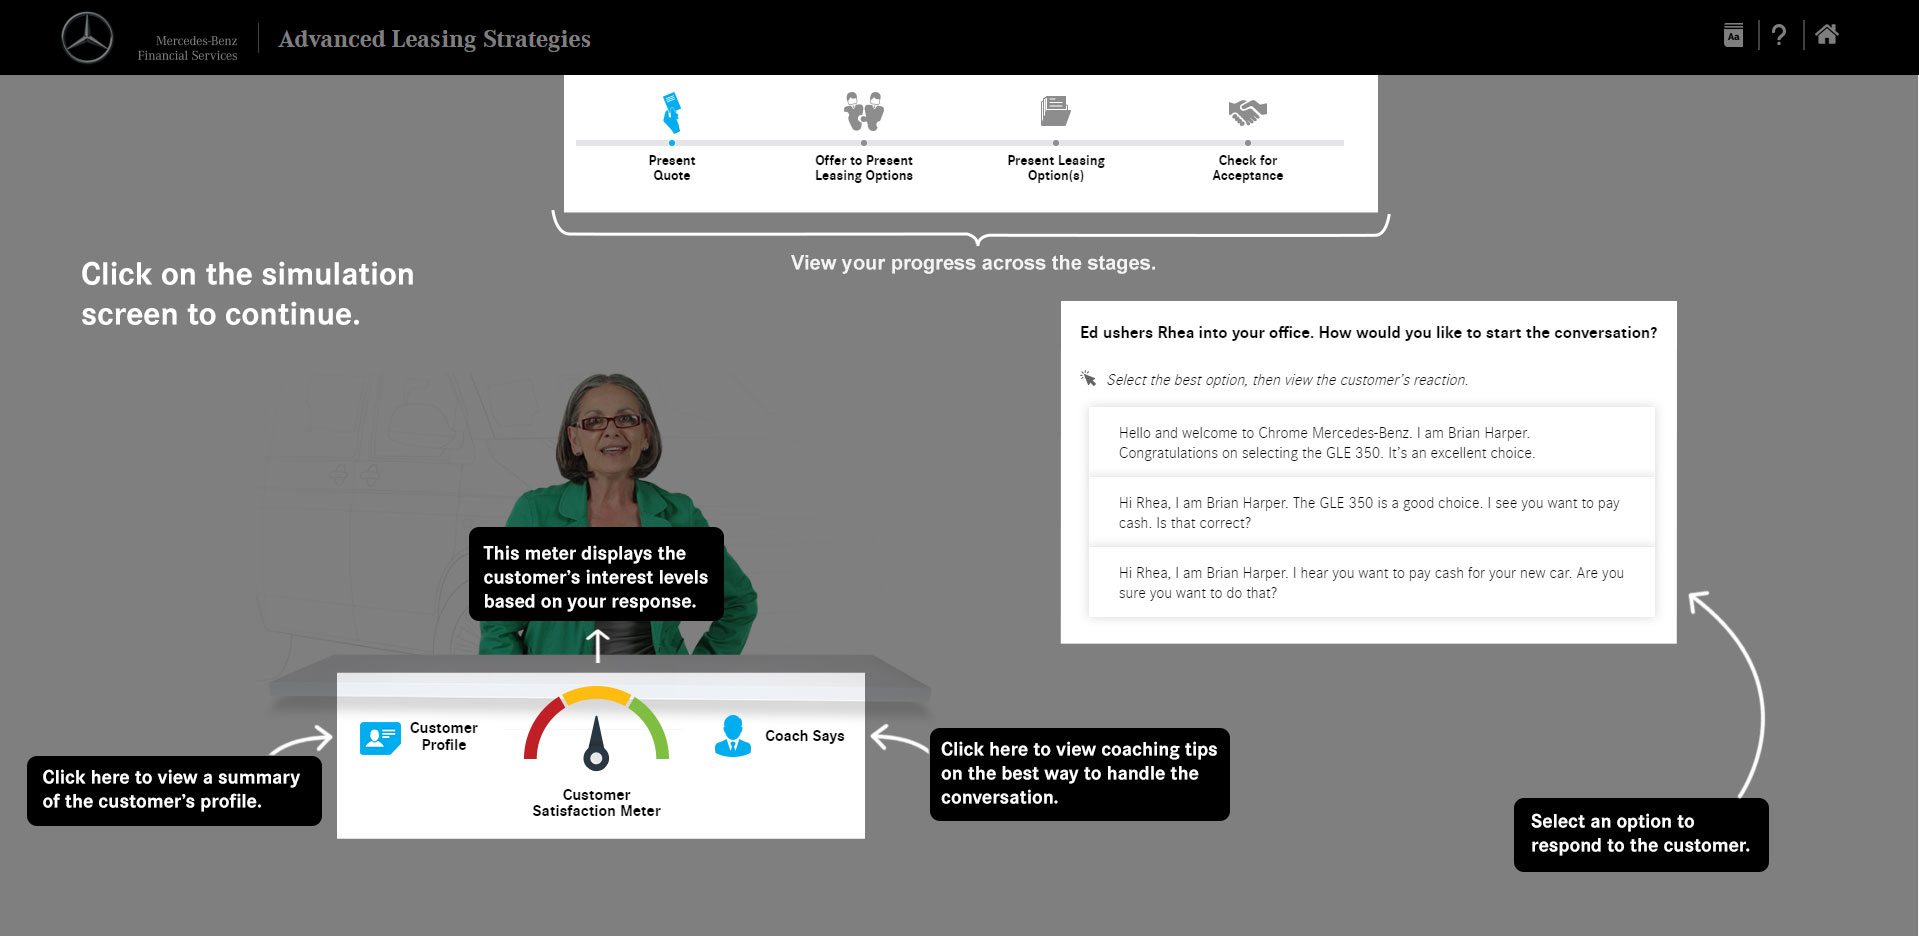 Mercedes-Benz
Financial Services
Advanced Leasing Strategies
Aa
?
Present
Quote
Offer to Present
Leasing Options
Present Leasing
Option(s)
Check for
Acceptance
View your progress across the stages.
Click on the simulation
screen to continue.
Ed ushers Rhea into your office. How would you like to start the conversation?
Select the best option, then view the customer's reaction.
Hello and welcome to Chrome Mercedes-Benz. I am Brian Harper.
Congratulations on selecting the GLE 350. It's an excellent choice.
Hi Rhea, I am Brian Harper. The GLE 350 is a good choice. I see you want to pay
cash. Is that correct?
Hi Rhea, I am Brian Harper. I hear you want to pay cash for your new car. Are you
sure you want to do that?
This meter displays the
customer's interest levels
based on your response.
Customer
Profile
Customer
Satisfaction Meter
Coach Says
Click here to view a summary
of the customer's profile.
Click here to view coaching tips
on the best way to handle the
conversation.
Select an option to
respond to the customer.